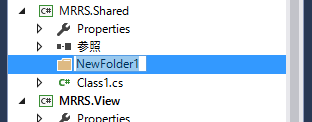 MRRS.Shared
Properties
参照
NewFolder1
C# Class1.cs
C# MRRS.View
Properties